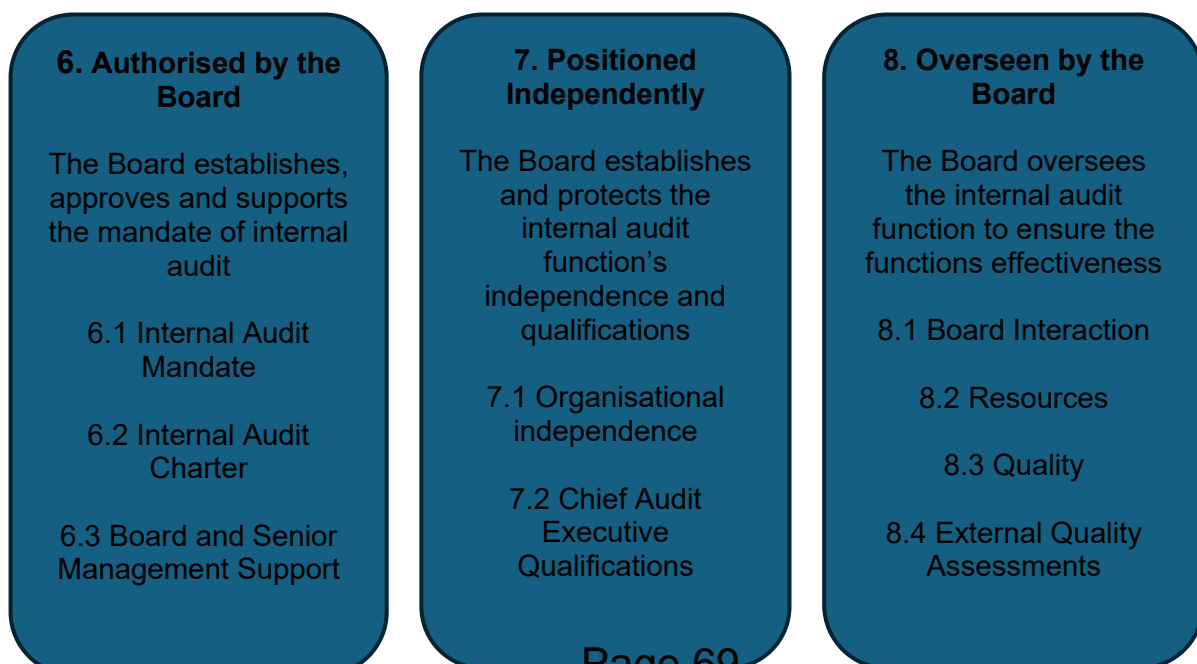 6. Authorised by the
Board
The Board establishes,
approves and supports
the mandate of internal
audit
6.1 Internal Audit
Mandate
6.2 Internal Audit
Charter
6.3 Board and Senior
Management Support
7. Positioned
Independently
The Board establishes
and protects the
internal audit
function’s
independence and
qualifications
7.1 Organisational
independence
7.2 Chief Audit
Executive
Qualifications
8. Overseen by the
Board
The Board oversees
the internal audit
function to ensure the
functions effectiveness
8.1 Board Interaction
8.2 Resources
8.3 Quality
8.4 External Quality
Assessments
Page 69